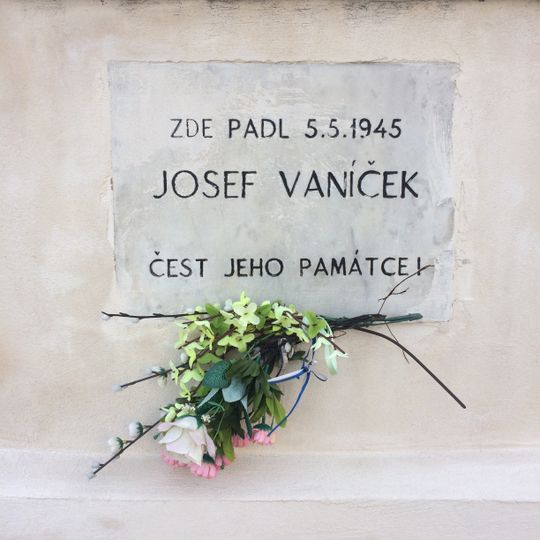 ZDE PADL 5.5.1945
JOSEF VANÍČEK
ČEST JEHO PAMÁTCE!